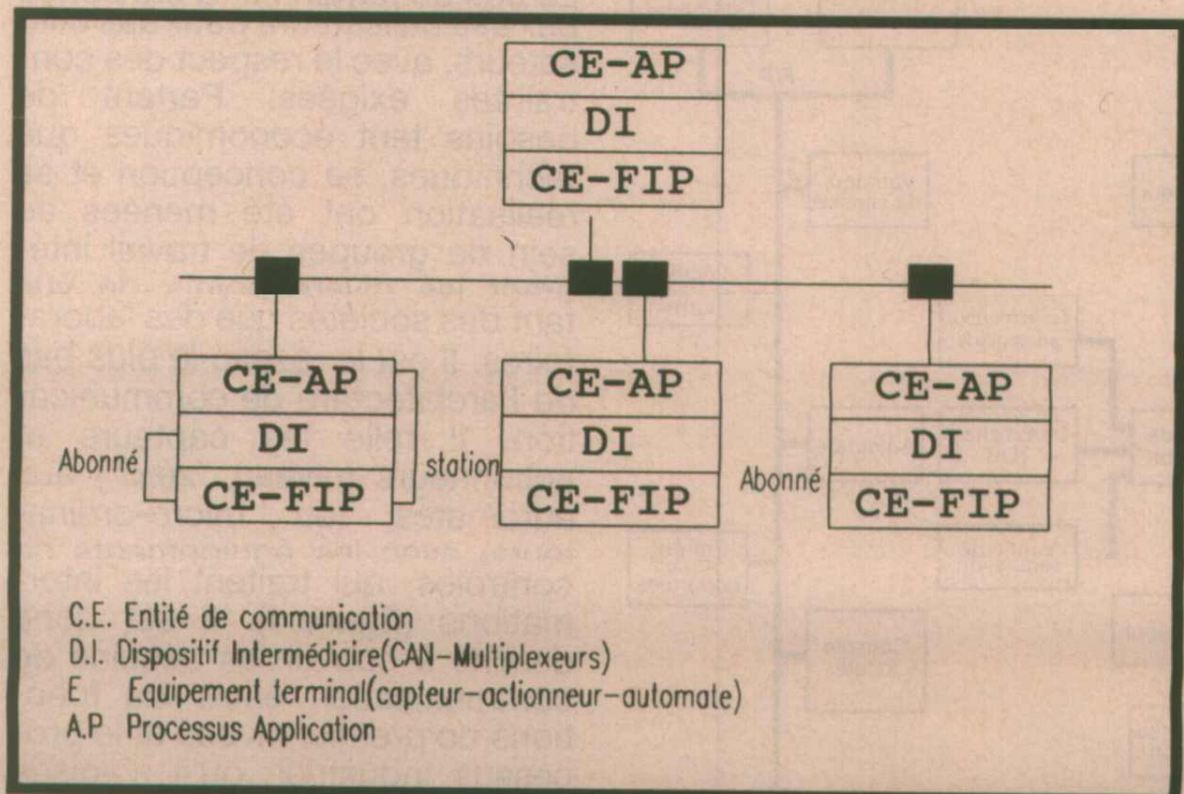 CE-AP
DI
CE-FIP
CE-AP
DI
CE-FIP
Abonné
station
CE-AP
DI
CE-FIP
Abonné
CE-AP
DI
CE-FIP
C.E. Entité de communication
D.I. Dispositif Intermédiaire(CAN-Multiplexeurs)
E Equipement terminal(capteur-actionneur-automate)
A.P Processus Application